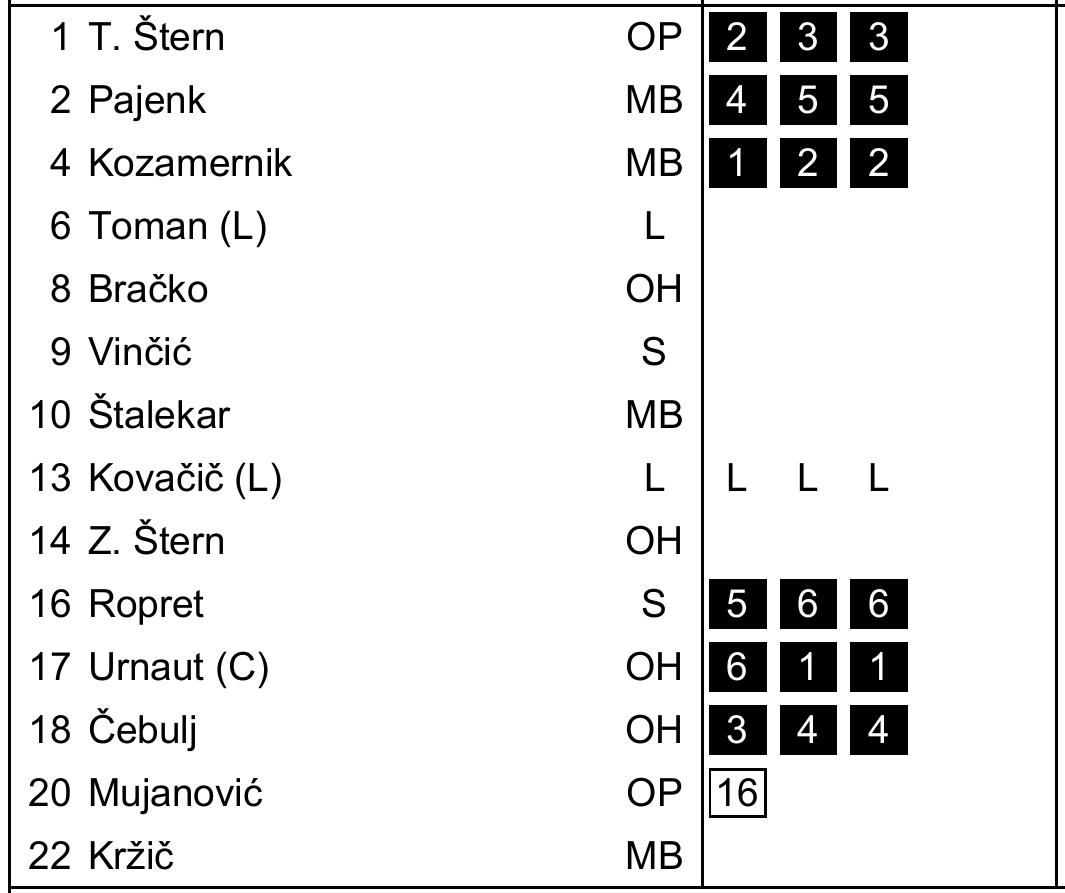 1 T. Štern OP 2 3 3
2 Pajenk MB 4 5 5
4 Kozamernik MB 1 2 2
6 Toman (L) L
8 Bračko OH
9 Vinčić S
10 Štalekar MB
13 Kovačič (L) L L L L
14 Z. Štern OH
16 Ropret S 5 6 6
17 Urnaut (C) OH 6 1 1
18 Čebulj OH 3 4 4
20 Mujanović OP 16
22 Kržič MB